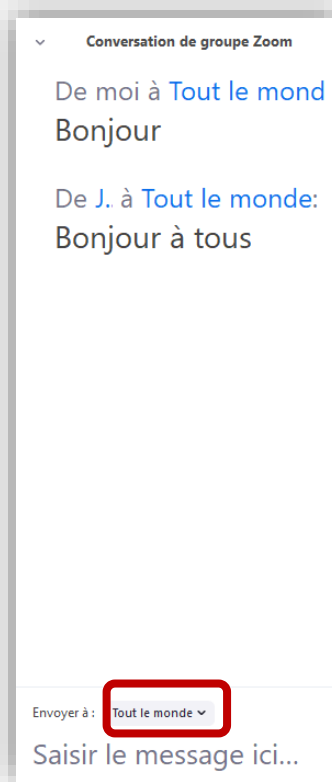 Conversation de groupe Zoom
De moi à Tout le mond
Bonjour
De J. à Tout le monde:
Bonjour à tous
Envoyer à : Tout le monde
Saisir le message ici...